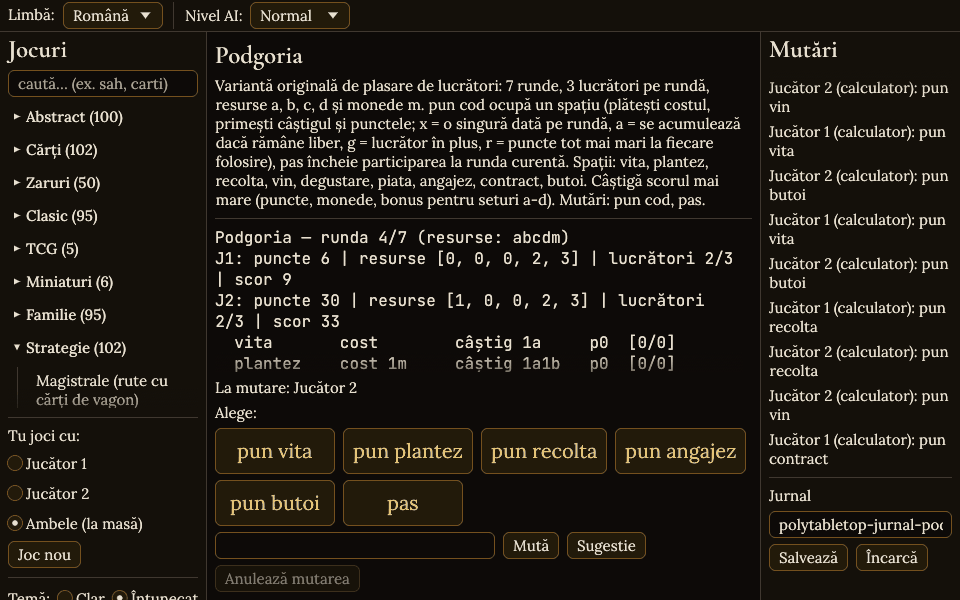 Limbă: Română ▼ Nivel AI: Normal ▼
Jocuri
caută... (ex. sah, carti)
▸ Abstract (100)
▸ Cărți (102)
▸ Zaruri (50)
▸ Clasic (95)
▸ TCG (5)
▸ Miniaturi (6)
▸ Familie (95)
▾ Strategie (102)
Magistrale (rute cu
cărți de vagon)
Tu joci cu:
Jucător 1
Jucător 2
Ambele (la masă)
Joc nou
Temă: Clar Întunecat
Podgoria
Variantă originală de plasare de lucrători: 7 runde, 3 lucrători pe rundă,
resurse a, b, c, d și monede m. pun cod ocupă un spațiu (plătești costul,
primești câștigul și punctele; x = o singură dată pe rundă, a = se acumulează
dacă rămâne liber, g = lucrător în plus, r = puncte tot mai mari la fiecare
folosire), pas încheie participarea la runda curentă. Spații: vita, plantez,
recolta, vin, degustare, piata, angajez, contract, butoi. Câștigă scorul mai
mare (puncte, monede, bonus pentru seturi a-d). Mutări: pun cod, pas.
Podgoria — runda 4/7 (resurse: abcdm)
J1: puncte 6 | resurse [0, 0, 0, 2, 3] | lucrători 2/3
| scor 9
J2: puncte 30 | resurse [1, 0, 0, 2, 3] | lucrători
2/3 | scor 33
vita cost câștig 1a p0 [0/0]
plantez cost 1m câștig 1a1b p0 [0/0]
La mutare: Jucător 2
Alege:
pun vita pun plantez pun recolta pun angajez
pun butoi pas
Mută Sugestie
Anulează mutarea
Mutări
Jucător 2 (calculator): pun
vin
Jucător 1 (calculator): pun
vita
Jucător 2 (calculator): pun
butoi
Jucător 1 (calculator): pun
vita
Jucător 2 (calculator): pun
butoi
Jucător 1 (calculator): pun
recolta
Jucător 2 (calculator): pun
recolta
Jucător 2 (calculator): pun
vin
Jucător 1 (calculator): pun
contract
Jurnal
polytabletop-jurnal-pod
Salvează Încarcă